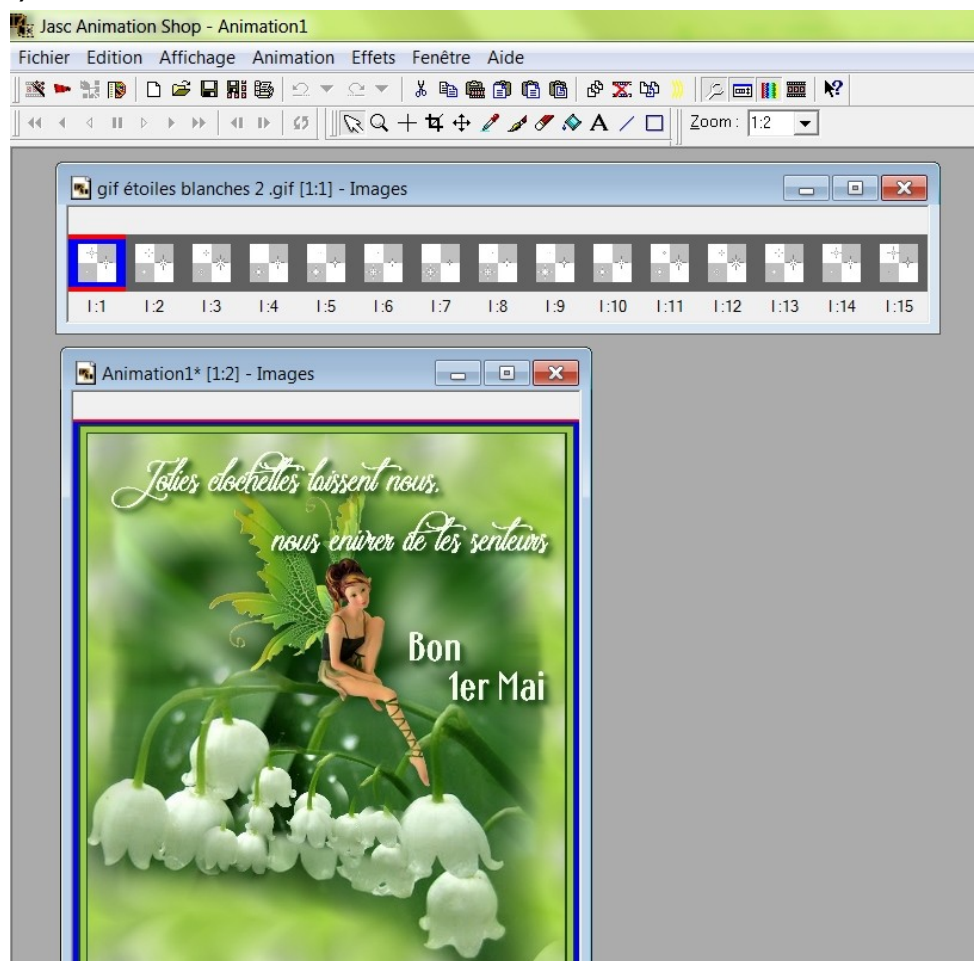 Jasc Animation Shop - Animation1
Fichier Edition Affichage Animation Effets Fenêtre Aide
Zoom : 1:2
gif étoiles blanches 2 .gif [1:1] - Images
I :1 I :2 I :3 I :4 I :5 I :6 I :7 I :8 I :9 I :10 I :11 I :12 I :13 I :14 I :15
Animation1* [1:2] - Images
Jolies clochettes laissent nous,
nous enivrer de tes senteurs
Bon
1er Mai